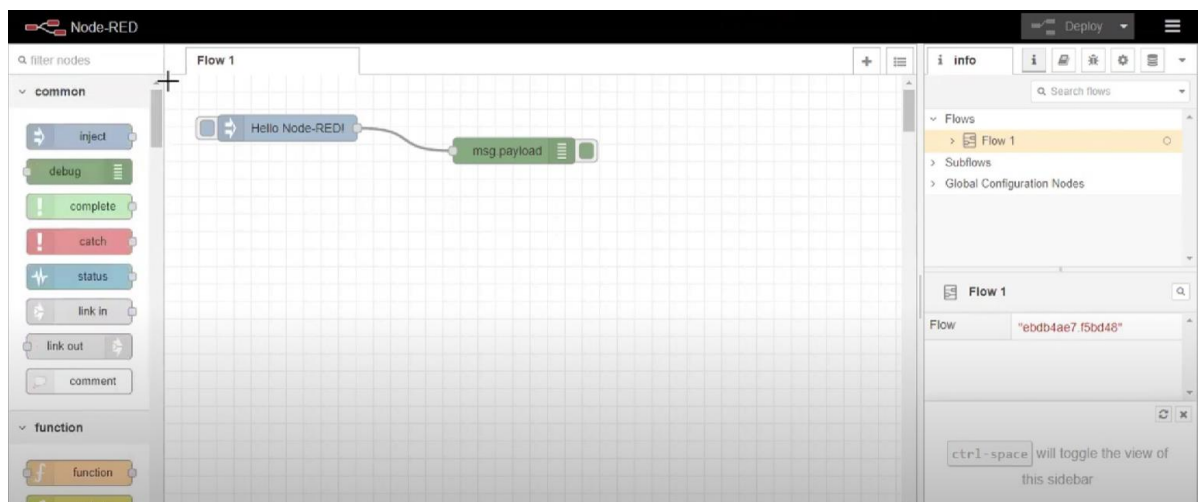 Node-RED
Deploy
filter nodes
Flow 1
i info
i
Search flows
common
inject
debug
complete
catch
status
link in
link out
comment
function
function
Hello Node-RED!
msg.payload
Flows
Flow 1
Subflows
Global Configuration Nodes
Flow 1
Flow "ebdb4ae7.f5bd48"
ctrl-space will toggle the view of
this sidebar